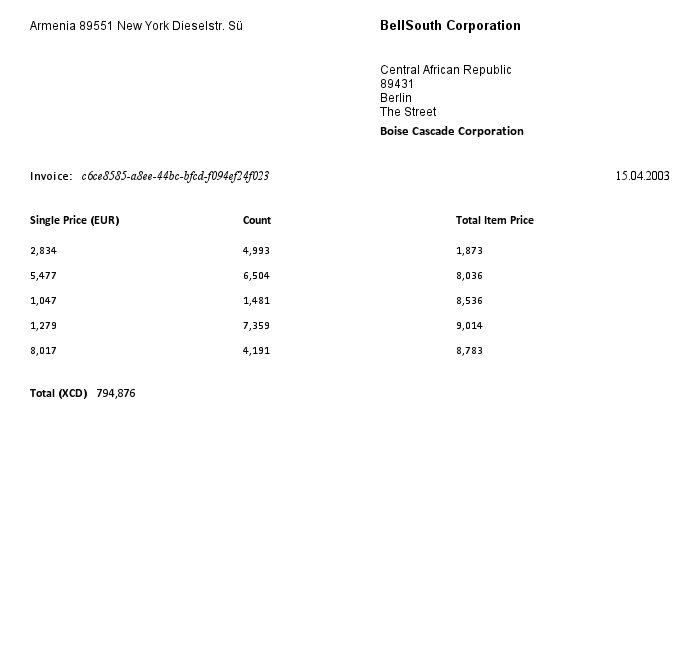 Armenia 89551 New York Dieselstr. Sü
BellSouth Corporation
Central African Republic
89431
Berlin
The Street
Boise Cascade Corporation
Invoice: c6ce8585-a8ee-44bc-bfcd-f094ef24f023
15.04.2003
Single Price (EUR) Count Total Item Price
2,834 4,993 1,873
5,477 6,504 8,036
1,047 1,481 8,536
1,279 7,359 9,014
8,017 4,191 8,783
Total (XCD) 794,876